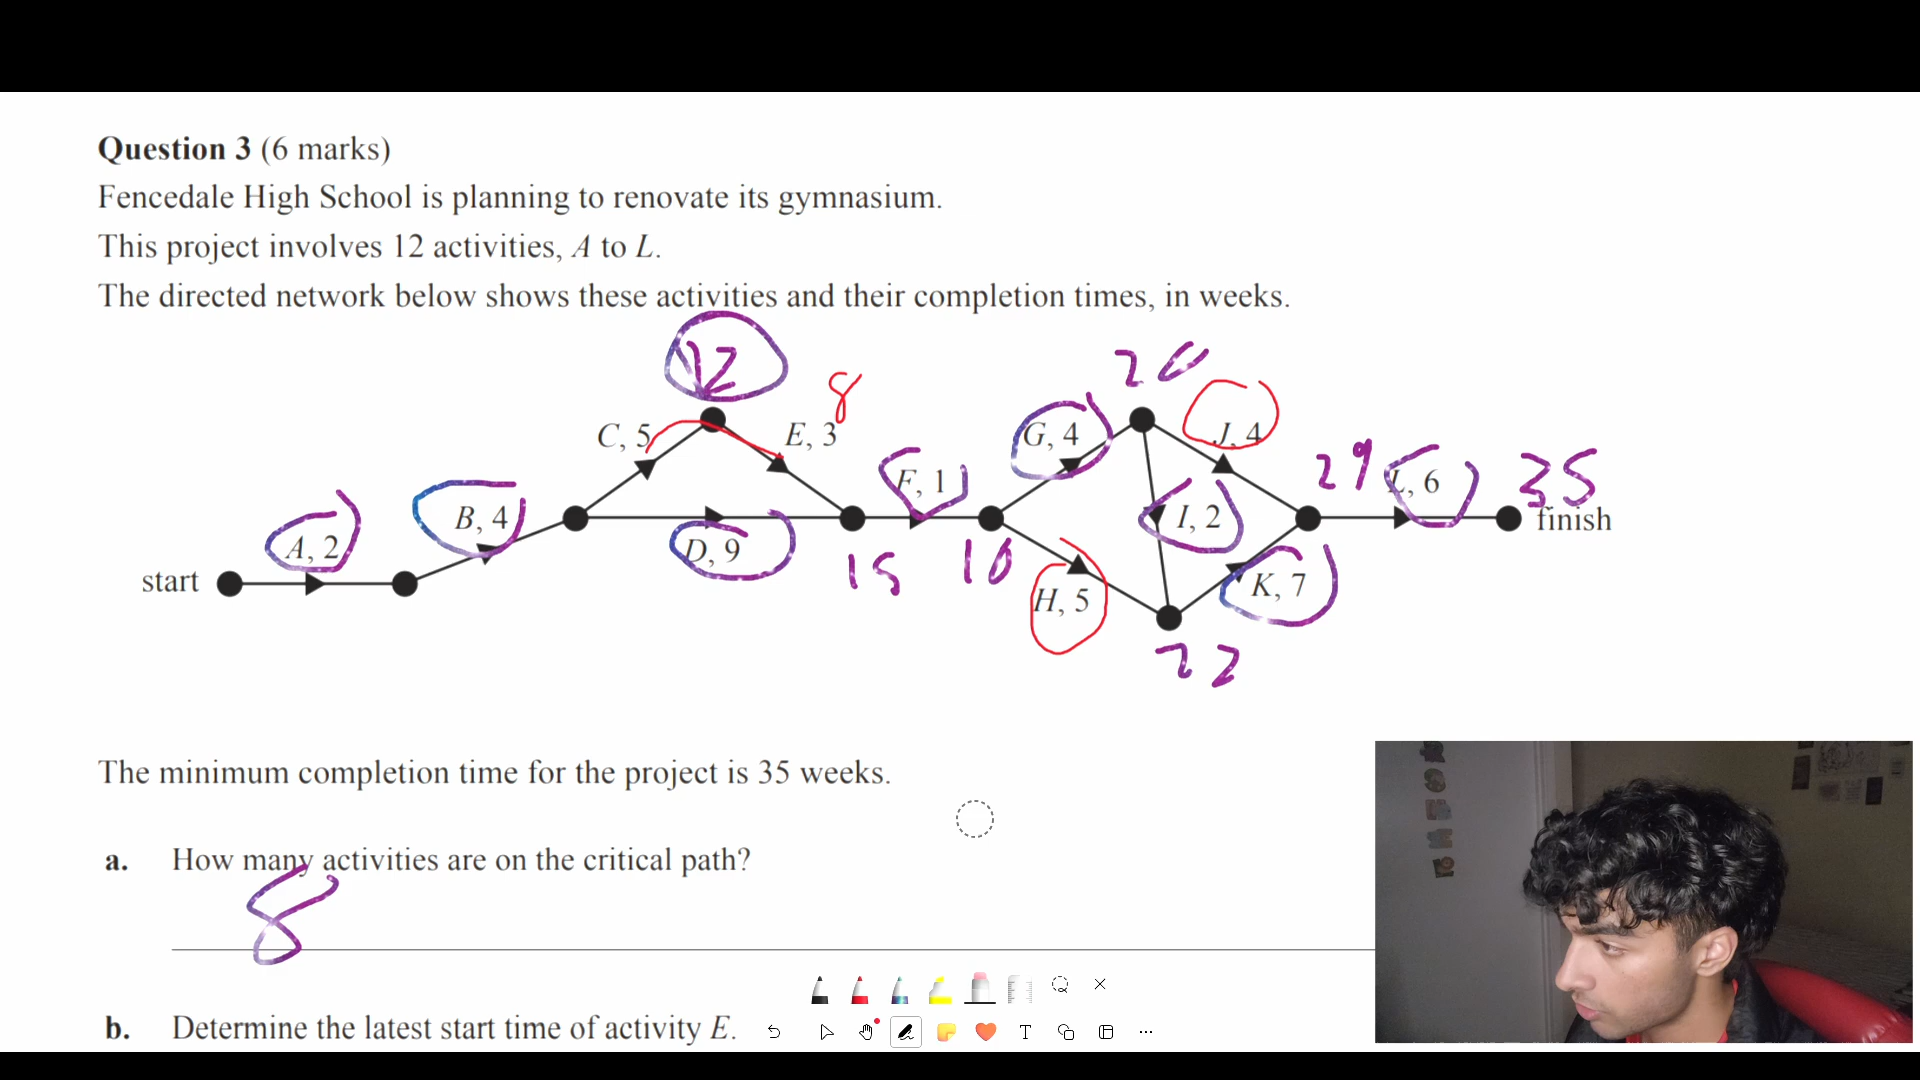 Question 3 (6 marks)
Fencedale High School is planning to renovate its gymnasium.
This project involves 12 activities, A to L.
The directed network below shows these activities and their completion times, in weeks.
12
20
8
C, 5
E, 3
G, 4
J, 4
29
F, 1
L, 6
35
B, 4
I, 2
finish
A, 2
D, 9
15
16
start
H, 5
K, 7
22
The minimum completion time for the project is 35 weeks.
a. How many activities are on the critical path?
8
b. Determine the latest start time of activity E.